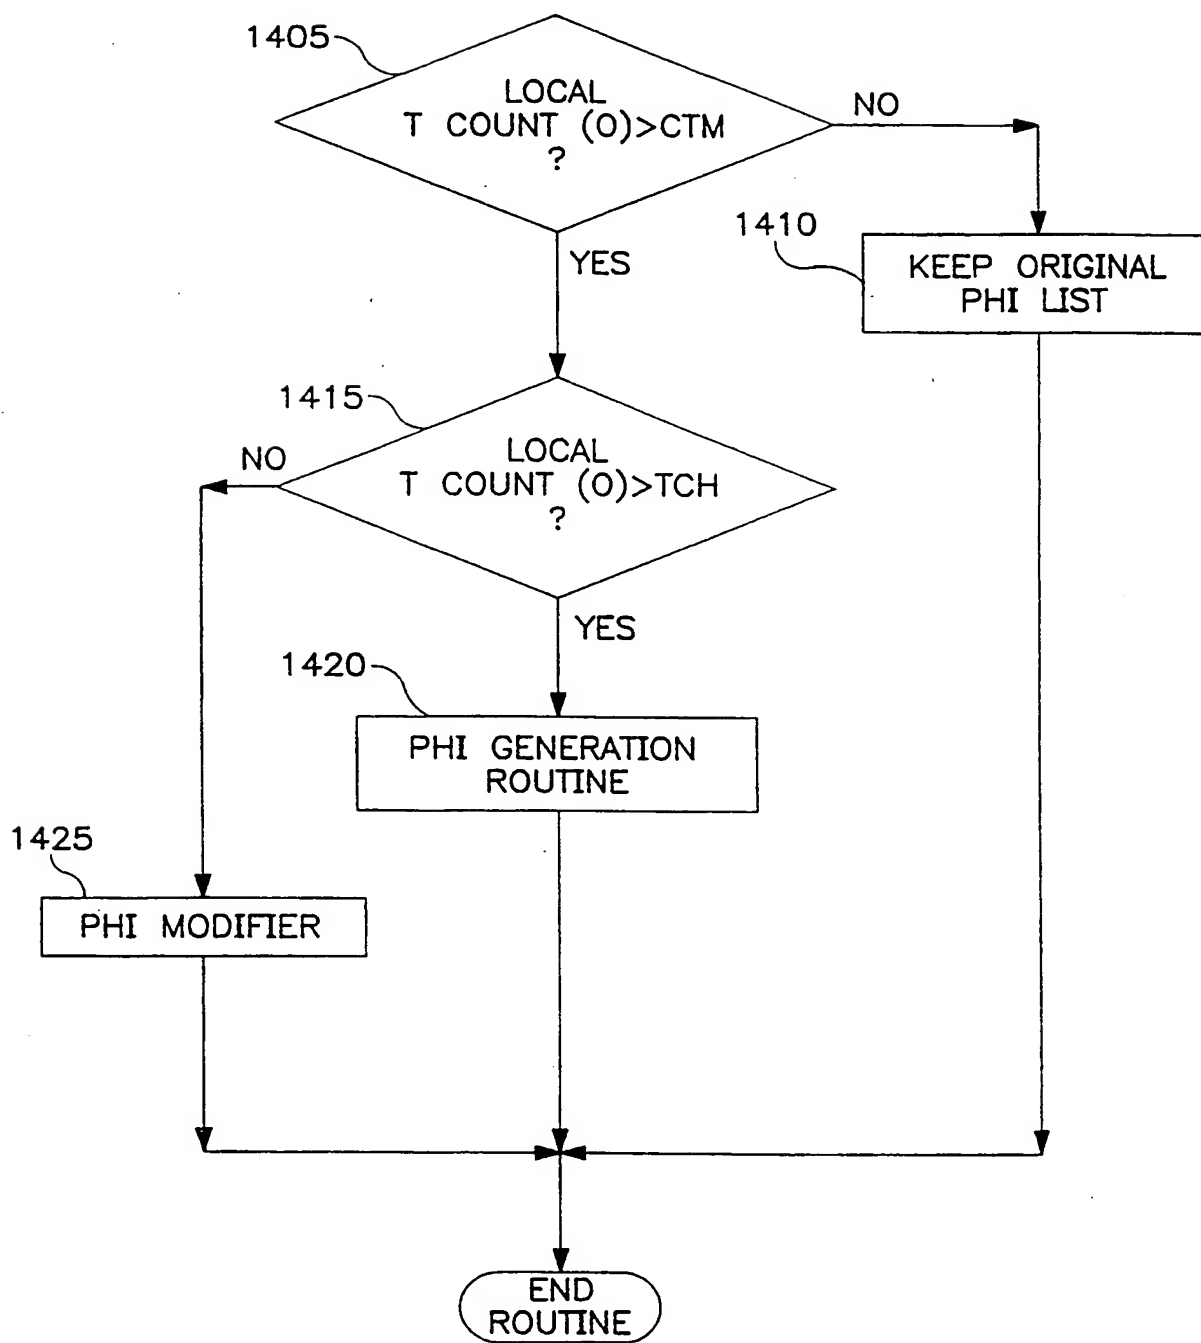 1405
LOCAL
T COUNT (0)>CTM
?
NO
YES
1410
KEEP ORIGINAL
PHI LIST
1415
LOCAL
T COUNT (0)>TCH
?
NO
YES
1420
PHI GENERATION
ROUTINE
1425
PHI MODIFIER
END
ROUTINE